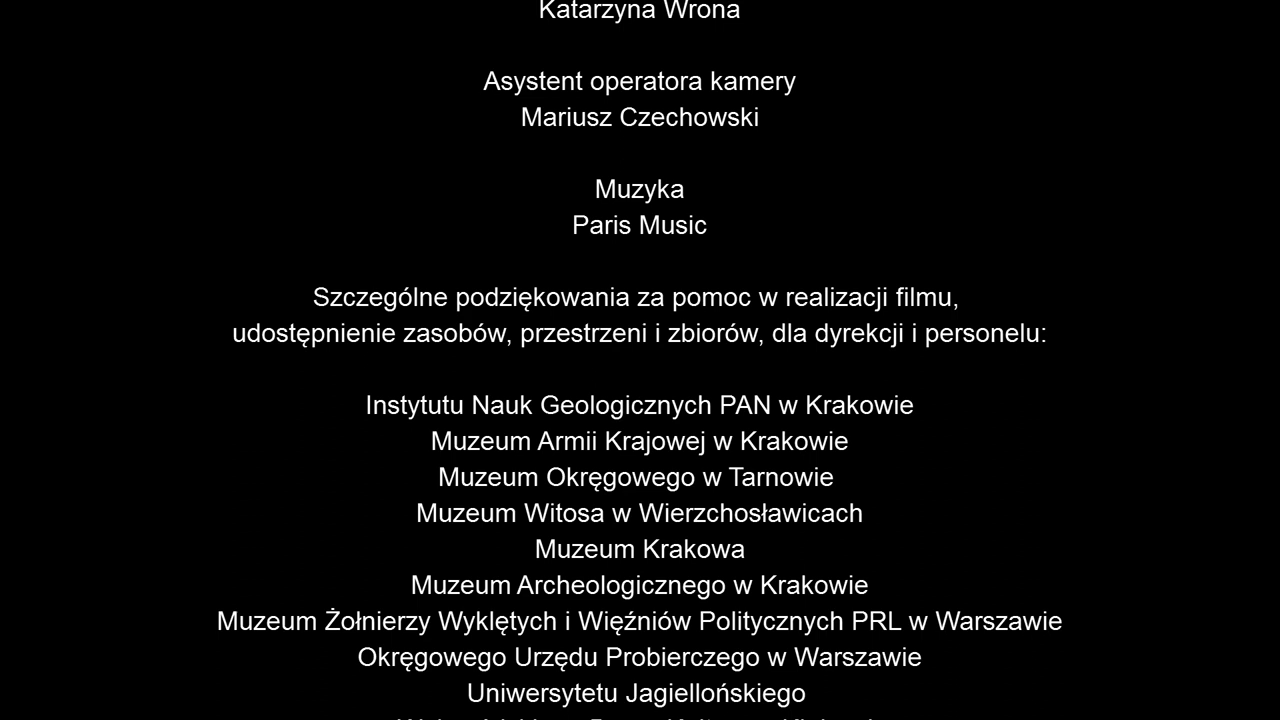 Katarzyna Wrona
Asystent operatora kamery
Mariusz Czechowski
Muzyka
Paris Music
Szczególne podziękowania za pomoc w realizacji filmu,
udostępnienie zasobów, przestrzeni i zbiorów, dla dyrekcji i personelu:
Instytutu Nauk Geologicznych PAN w Krakowie
Muzeum Armii Krajowej w Krakowie
Muzeum Okręgowego w Tarnowie
Muzeum Witosa w Wierzchosławicach
Muzeum Krakowa
Muzeum Archeologicznego w Krakowie
Muzeum Żołnierzy Wyklętych i Więźniów Politycznych PRL w Warszawie
Okręgowego Urzędu Probierczego w Warszawie
Uniwersytetu Jagiellońskiego